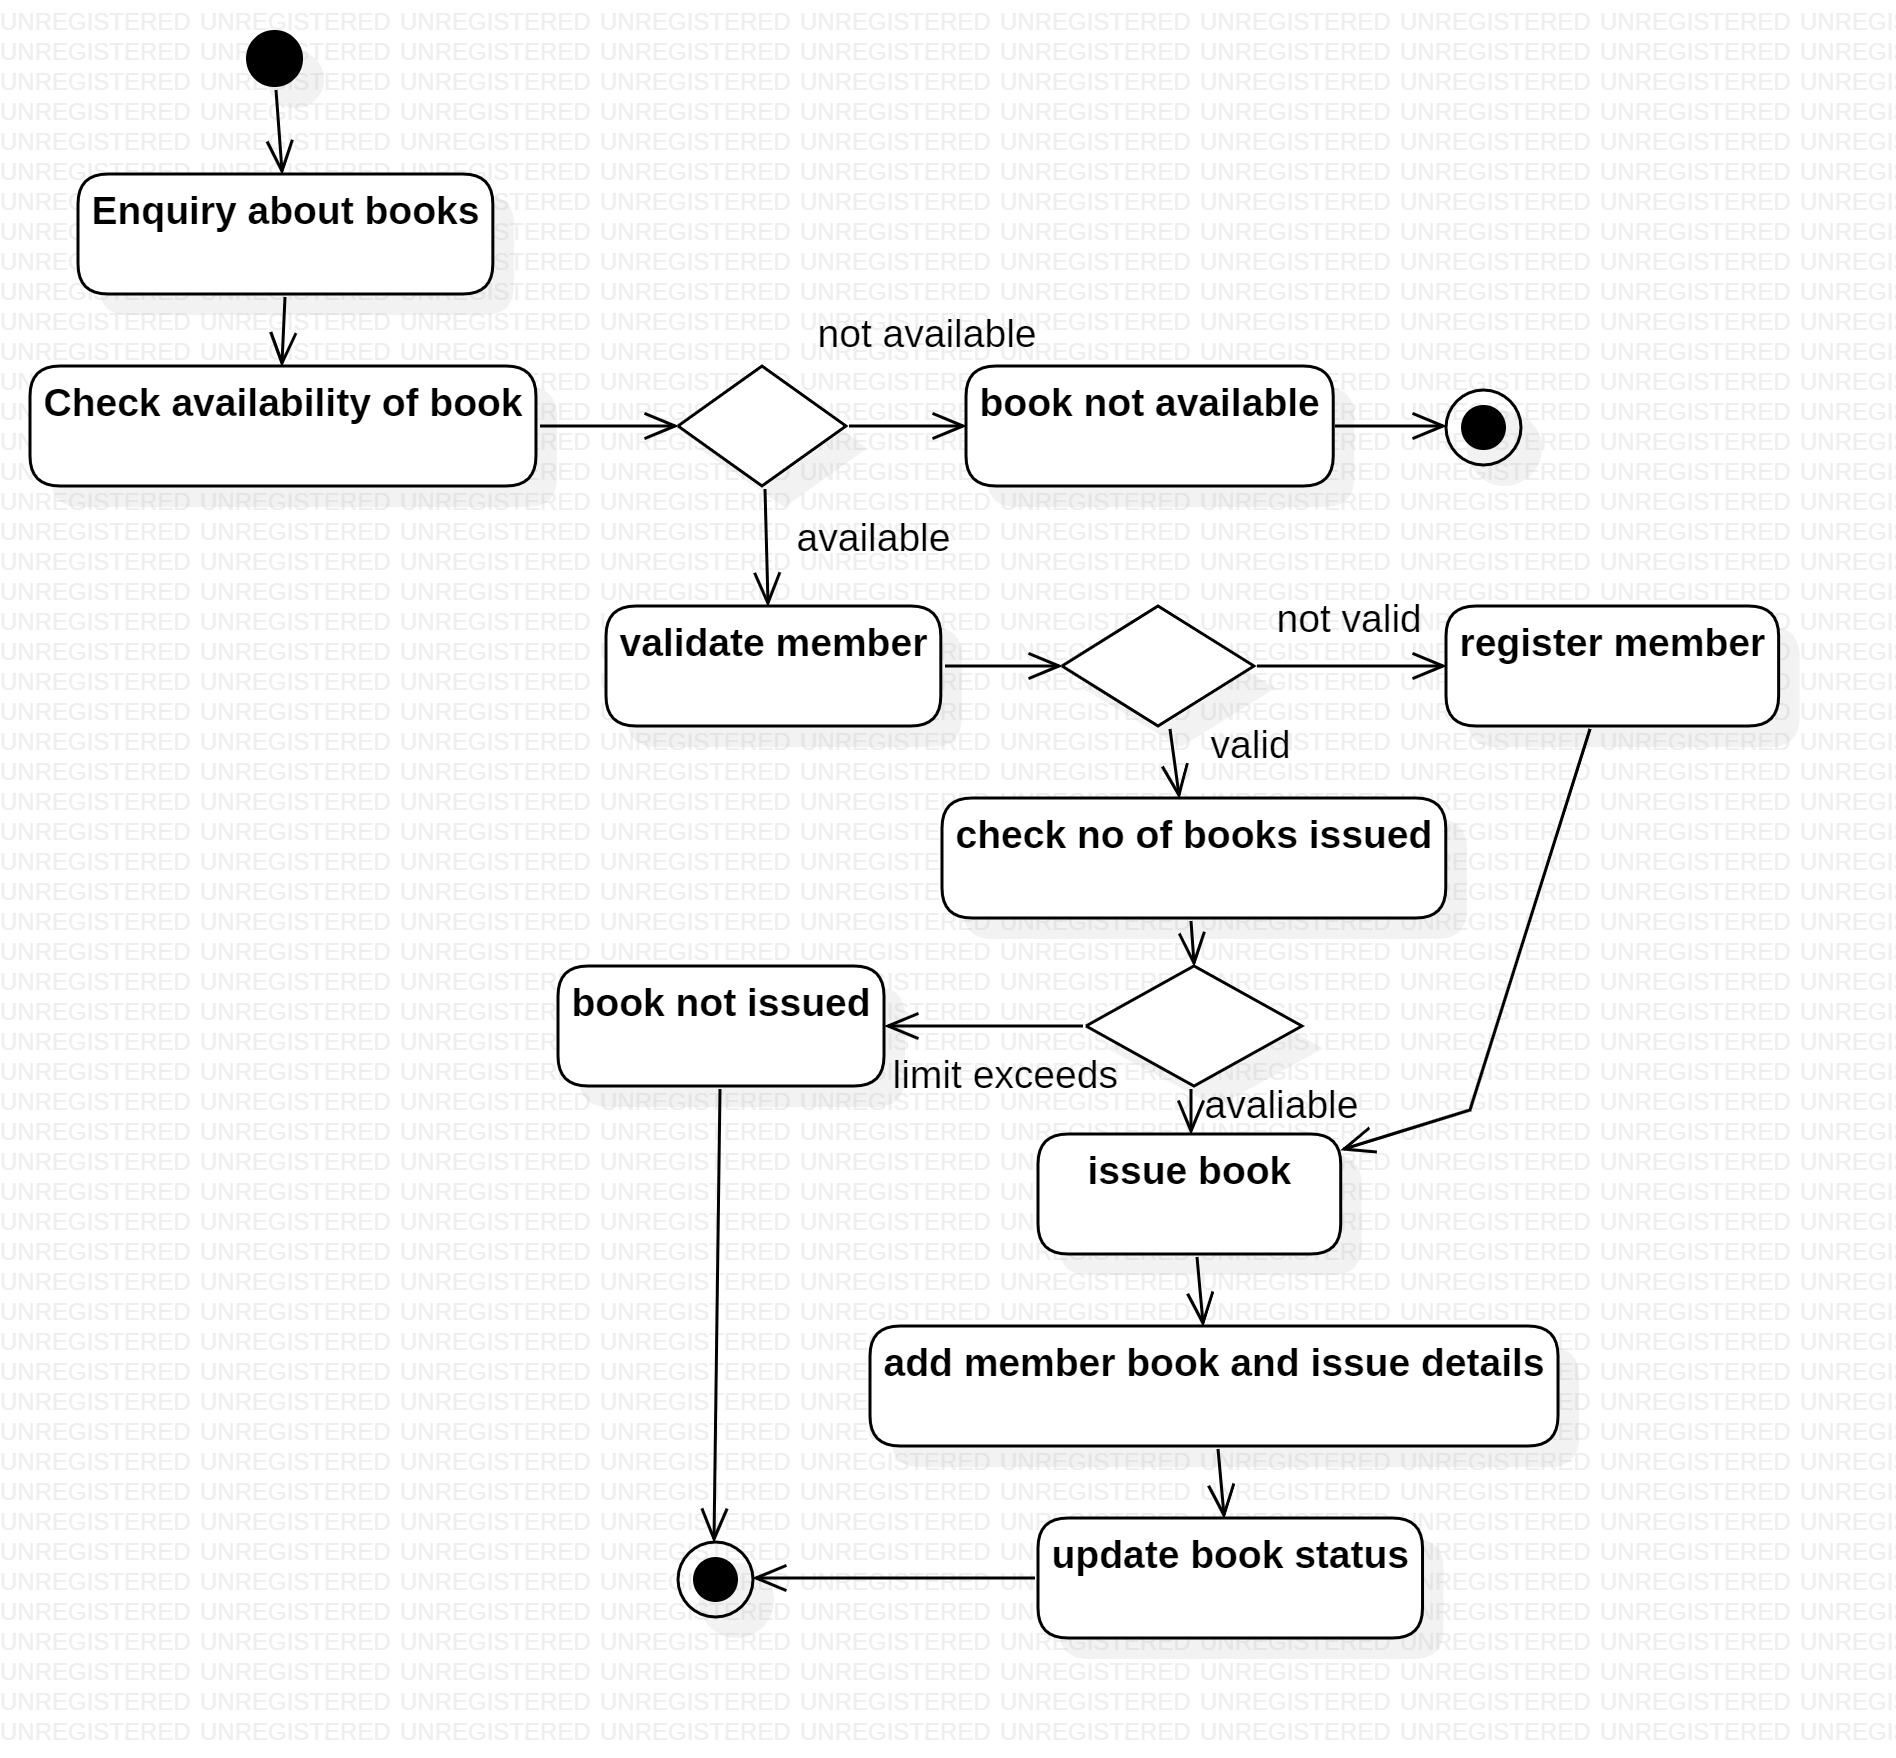 Enquiry about books
not available
Check availability of book
book not available
available
not valid
validate member
register member
valid
check no of books issued
book not issued
limit exceeds
avaliable
issue book
add member book and issue details
update book status
UNREGISTERED